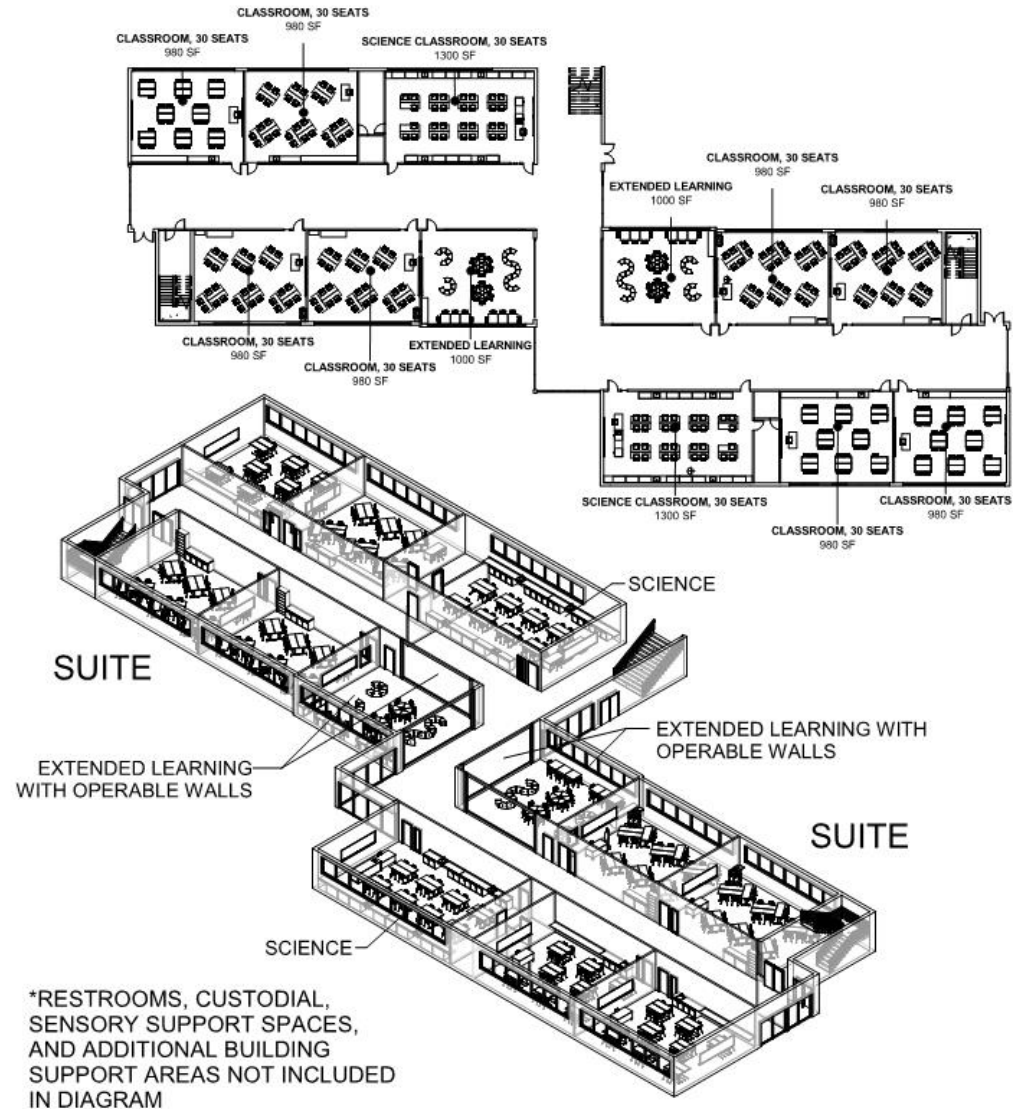 CLASSROOM, 30 SEATS
980 SF
CLASSROOM, 30 SEATS
980 SF
SCIENCE CLASSROOM, 30 SEATS
1300 SF
CLASSROOM, 30 SEATS
980 SF
EXTENDED LEARNING
1000 SF
CLASSROOM, 30 SEATS
980 SF
CLASSROOM, 30 SEATS
980 SF
CLASSROOM, 30 SEATS
980 SF
EXTENDED LEARNING
1000 SF
SCIENCE CLASSROOM, 30 SEATS
1300 SF
CLASSROOM, 30 SEATS
980 SF
CLASSROOM, 30 SEATS
980 SF
SCIENCE
SUITE
EXTENDED LEARNING
WITH OPERABLE WALLS
EXTENDED LEARNING WITH
OPERABLE WALLS
SUITE
SCIENCE
*RESTROOMS, CUSTODIAL,
SENSORY SUPPORT SPACES,
AND ADDITIONAL BUILDING
SUPPORT AREAS NOT INCLUDED
IN DIAGRAM